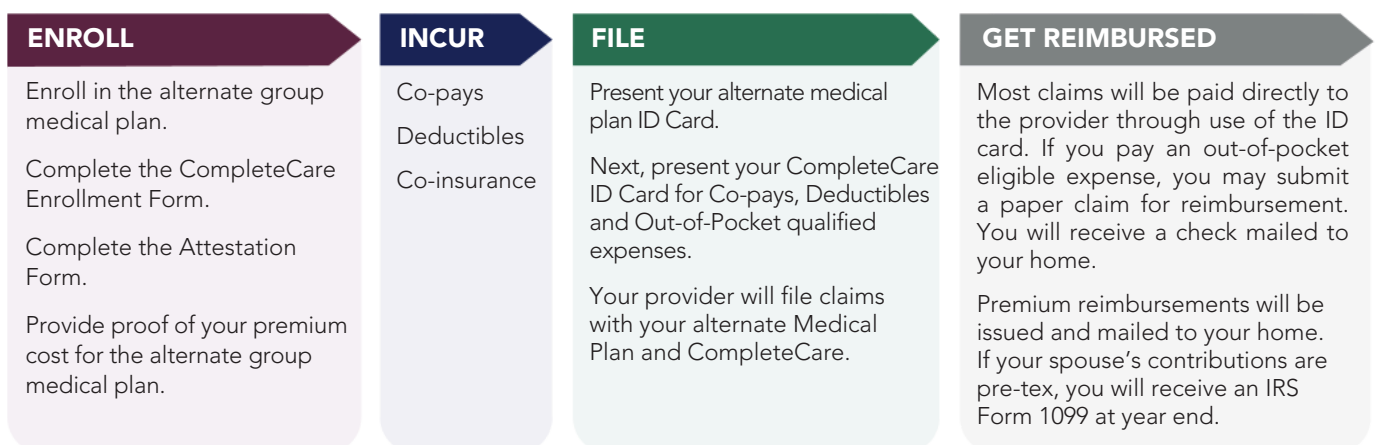 ENROLL
Enroll in the alternate group
medical plan.
Complete the CompleteCare
Enrollment Form.
Complete the Attestation
Form.
Provide proof of your premium
cost for the alternate group
medical plan.
INCUR
Co-pays
Deductibles
Co-insurance
FILE
Present your alternate medical
plan ID Card.
Next, present your CompleteCare
ID Card for Co-pays, Deductibles
and Out-of-Pocket qualified
expenses.
Your provider will file claims
with your alternate Medical
Plan and CompleteCare.
GET REIMBURSED
Most claims will be paid directly to
the provider through use of the ID
card. If you pay an out-of-pocket
eligible expense, you may submit
a paper claim for reimbursement.
You will receive a check mailed to
your home.
Premium reimbursements will be
issued and mailed to your home.
If your spouse's contributions are
pre-tex, you will receive an IRS
Form 1099 at year end.